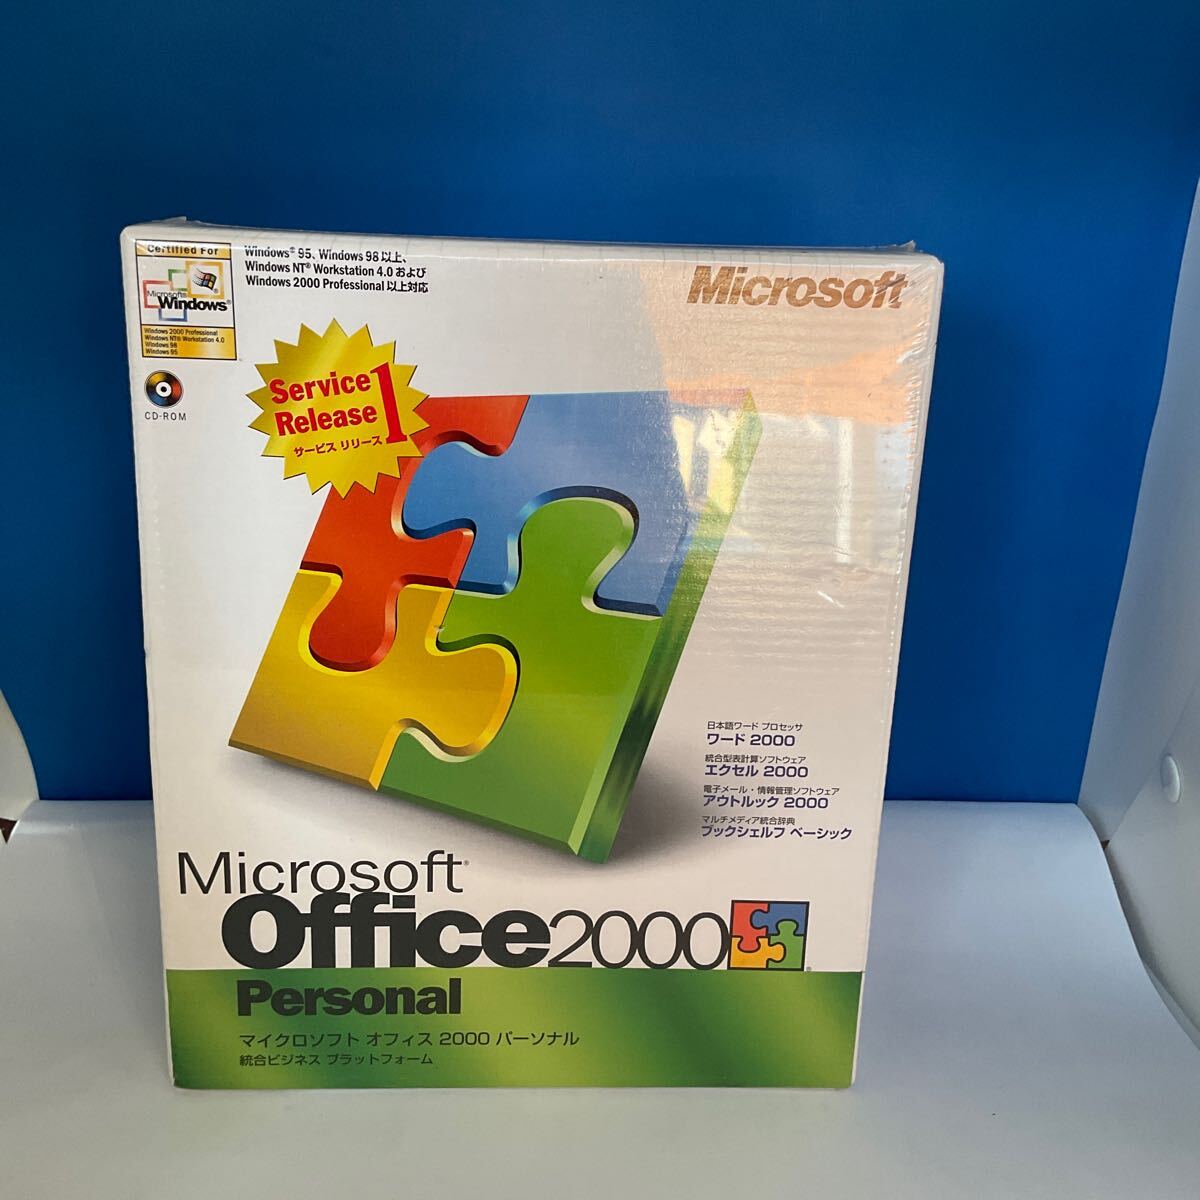 Certified For
Microsoft®
Windows®
Windows 2000 Professional
Windows NT® Workstation 4.0
Windows 98
Windows 95
Windows® 95、Windows 98 以上、
Windows NT® Workstation 4.0 および
Windows 2000 Professional 以上対応
Microsoft
CD-ROM
Service
Release 1
サービス リリース
日本語ワード プロセッサ
ワード 2000
統合型表計算ソフトウェア
エクセル 2000
電子メール・情報管理ソフトウェア
アウトルック 2000
マルチメディア統合辞典
ブックシェルフ ベーシック
Microsoft®
Office 2000
Personal
マイクロソフト オフィス 2000 パーソナル
統合ビジネス プラットフォーム